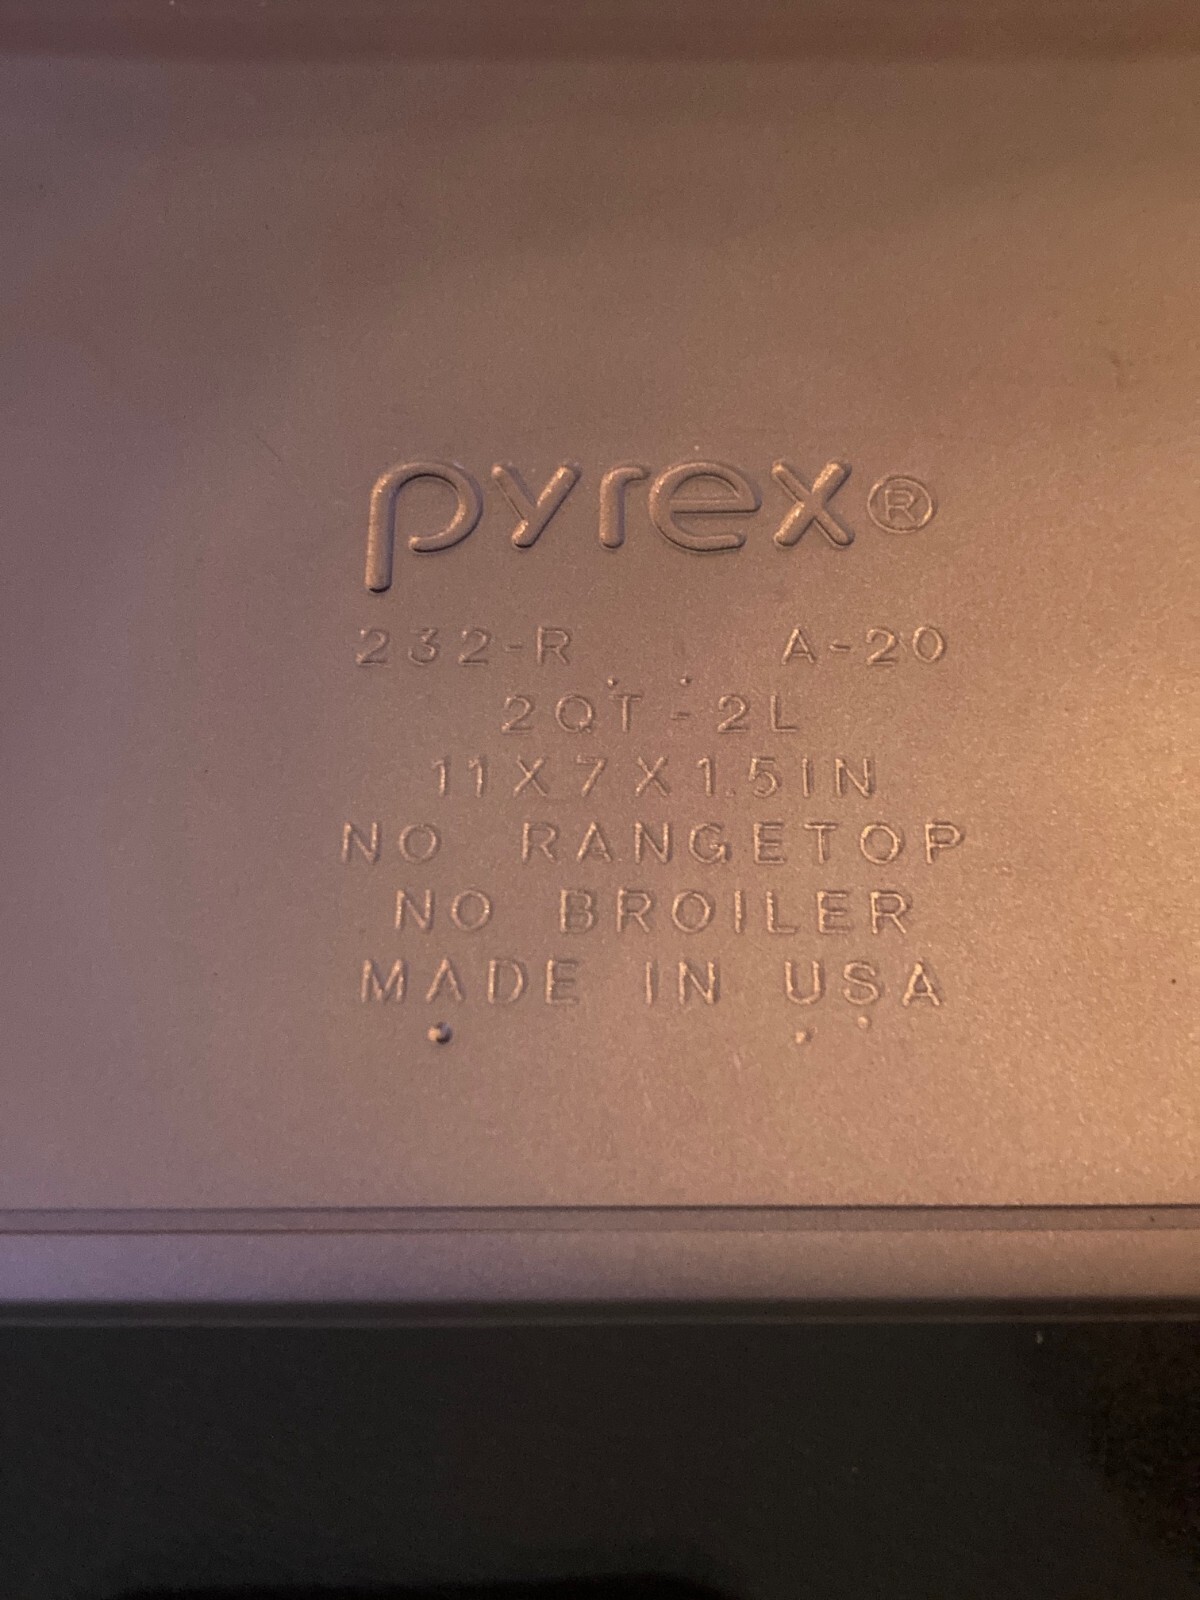 pyrex®
232-R A-20
2QT-2L
11X7X1.5IN
NO RANGETOP
NO BROILER
MADE IN USA